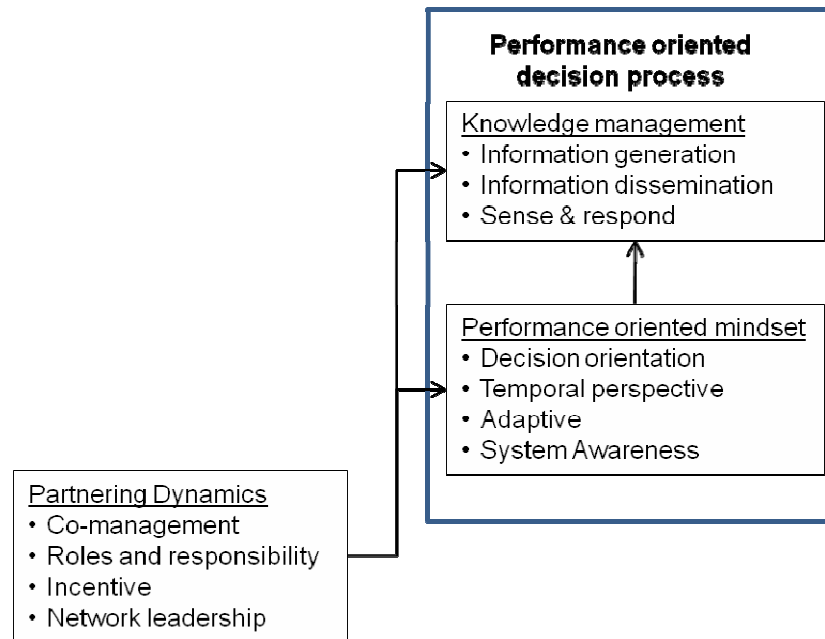 Performance oriented
decision process
Knowledge management
• Information generation
• Information dissemination
• Sense & respond
Performance oriented mindset
• Decision orientation
• Temporal perspective
• Adaptive
• System Awareness
Partnering Dynamics
• Co-management
• Roles and responsibility
• Incentive
• Network leadership